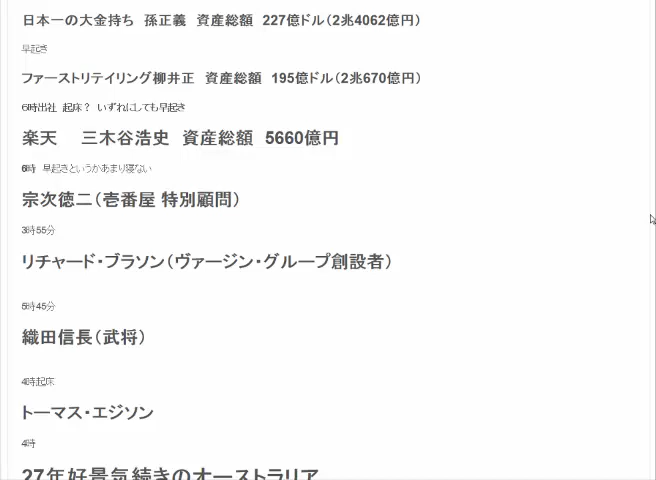 日本一の大金持ち　孫正義　資産総額　227億ドル(2兆4062億円)
早起き
ファーストリテイリング柳井正　資産総額　195億ドル(2兆670億円)
6時出社　起床？　いずれにしても早起き
楽天　　三木谷浩史　資産総額　5660億円
6時　早起きというかあまり寝ない
宗次徳二（壱番屋 特別顧問）
3時55分
リチャード・ブラソン（ヴァージン・グループ創設者）
5時45分
織田信長（武将）
4時起床
トーマス・エジソン
4時
27年好景気続きのオーストラリア